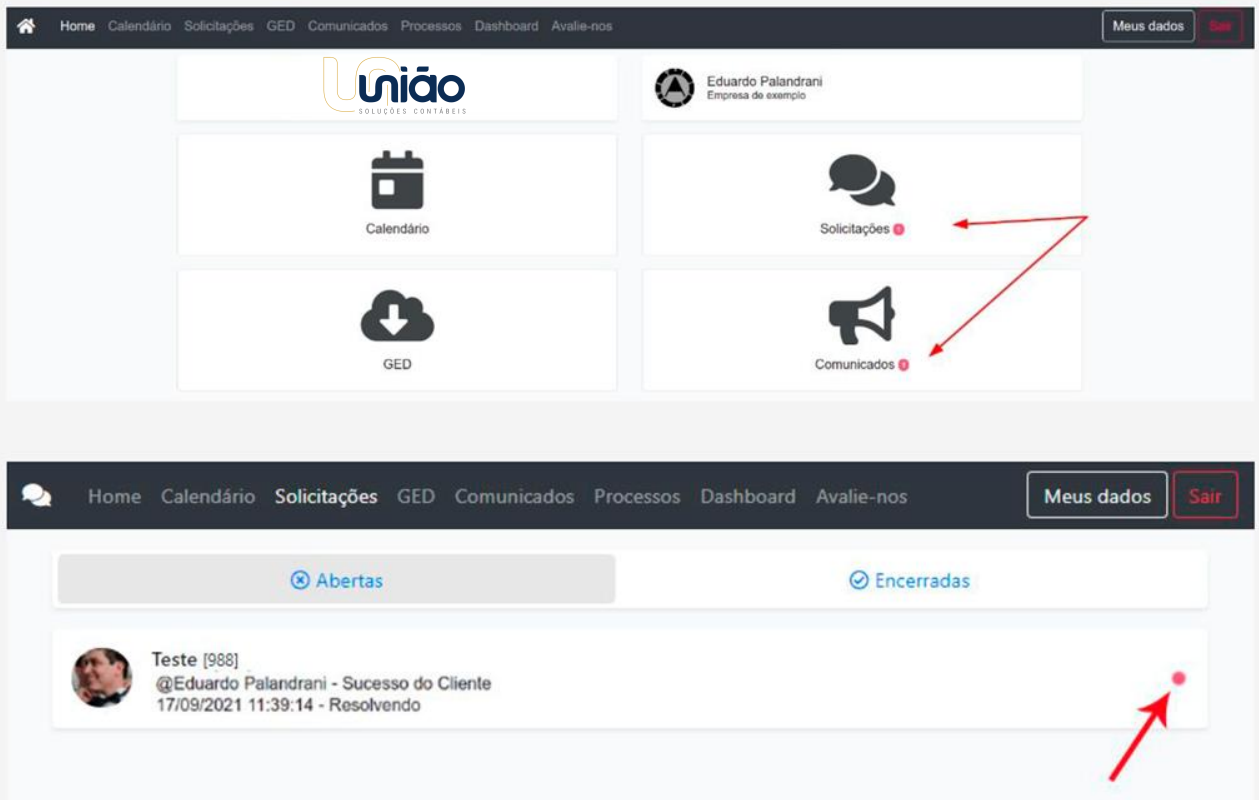 Home Calendário Solicitações GED Comunicados Processos Dashboard Avalie-nos Meus dados Sair
União
SOLUÇÕES CONTÁBEIS
Eduardo Palandrani
Empresa de exemplo
Calendário
Solicitações
GED
Comunicados
Home Calendário Solicitações GED Comunicados Processos Dashboard Avalie-nos Meus dados Sair
Abertas
Encerradas
Teste [988]
@Eduardo Palandrani - Sucesso do Cliente
17/09/2021 11:39:14 - Resolvendo